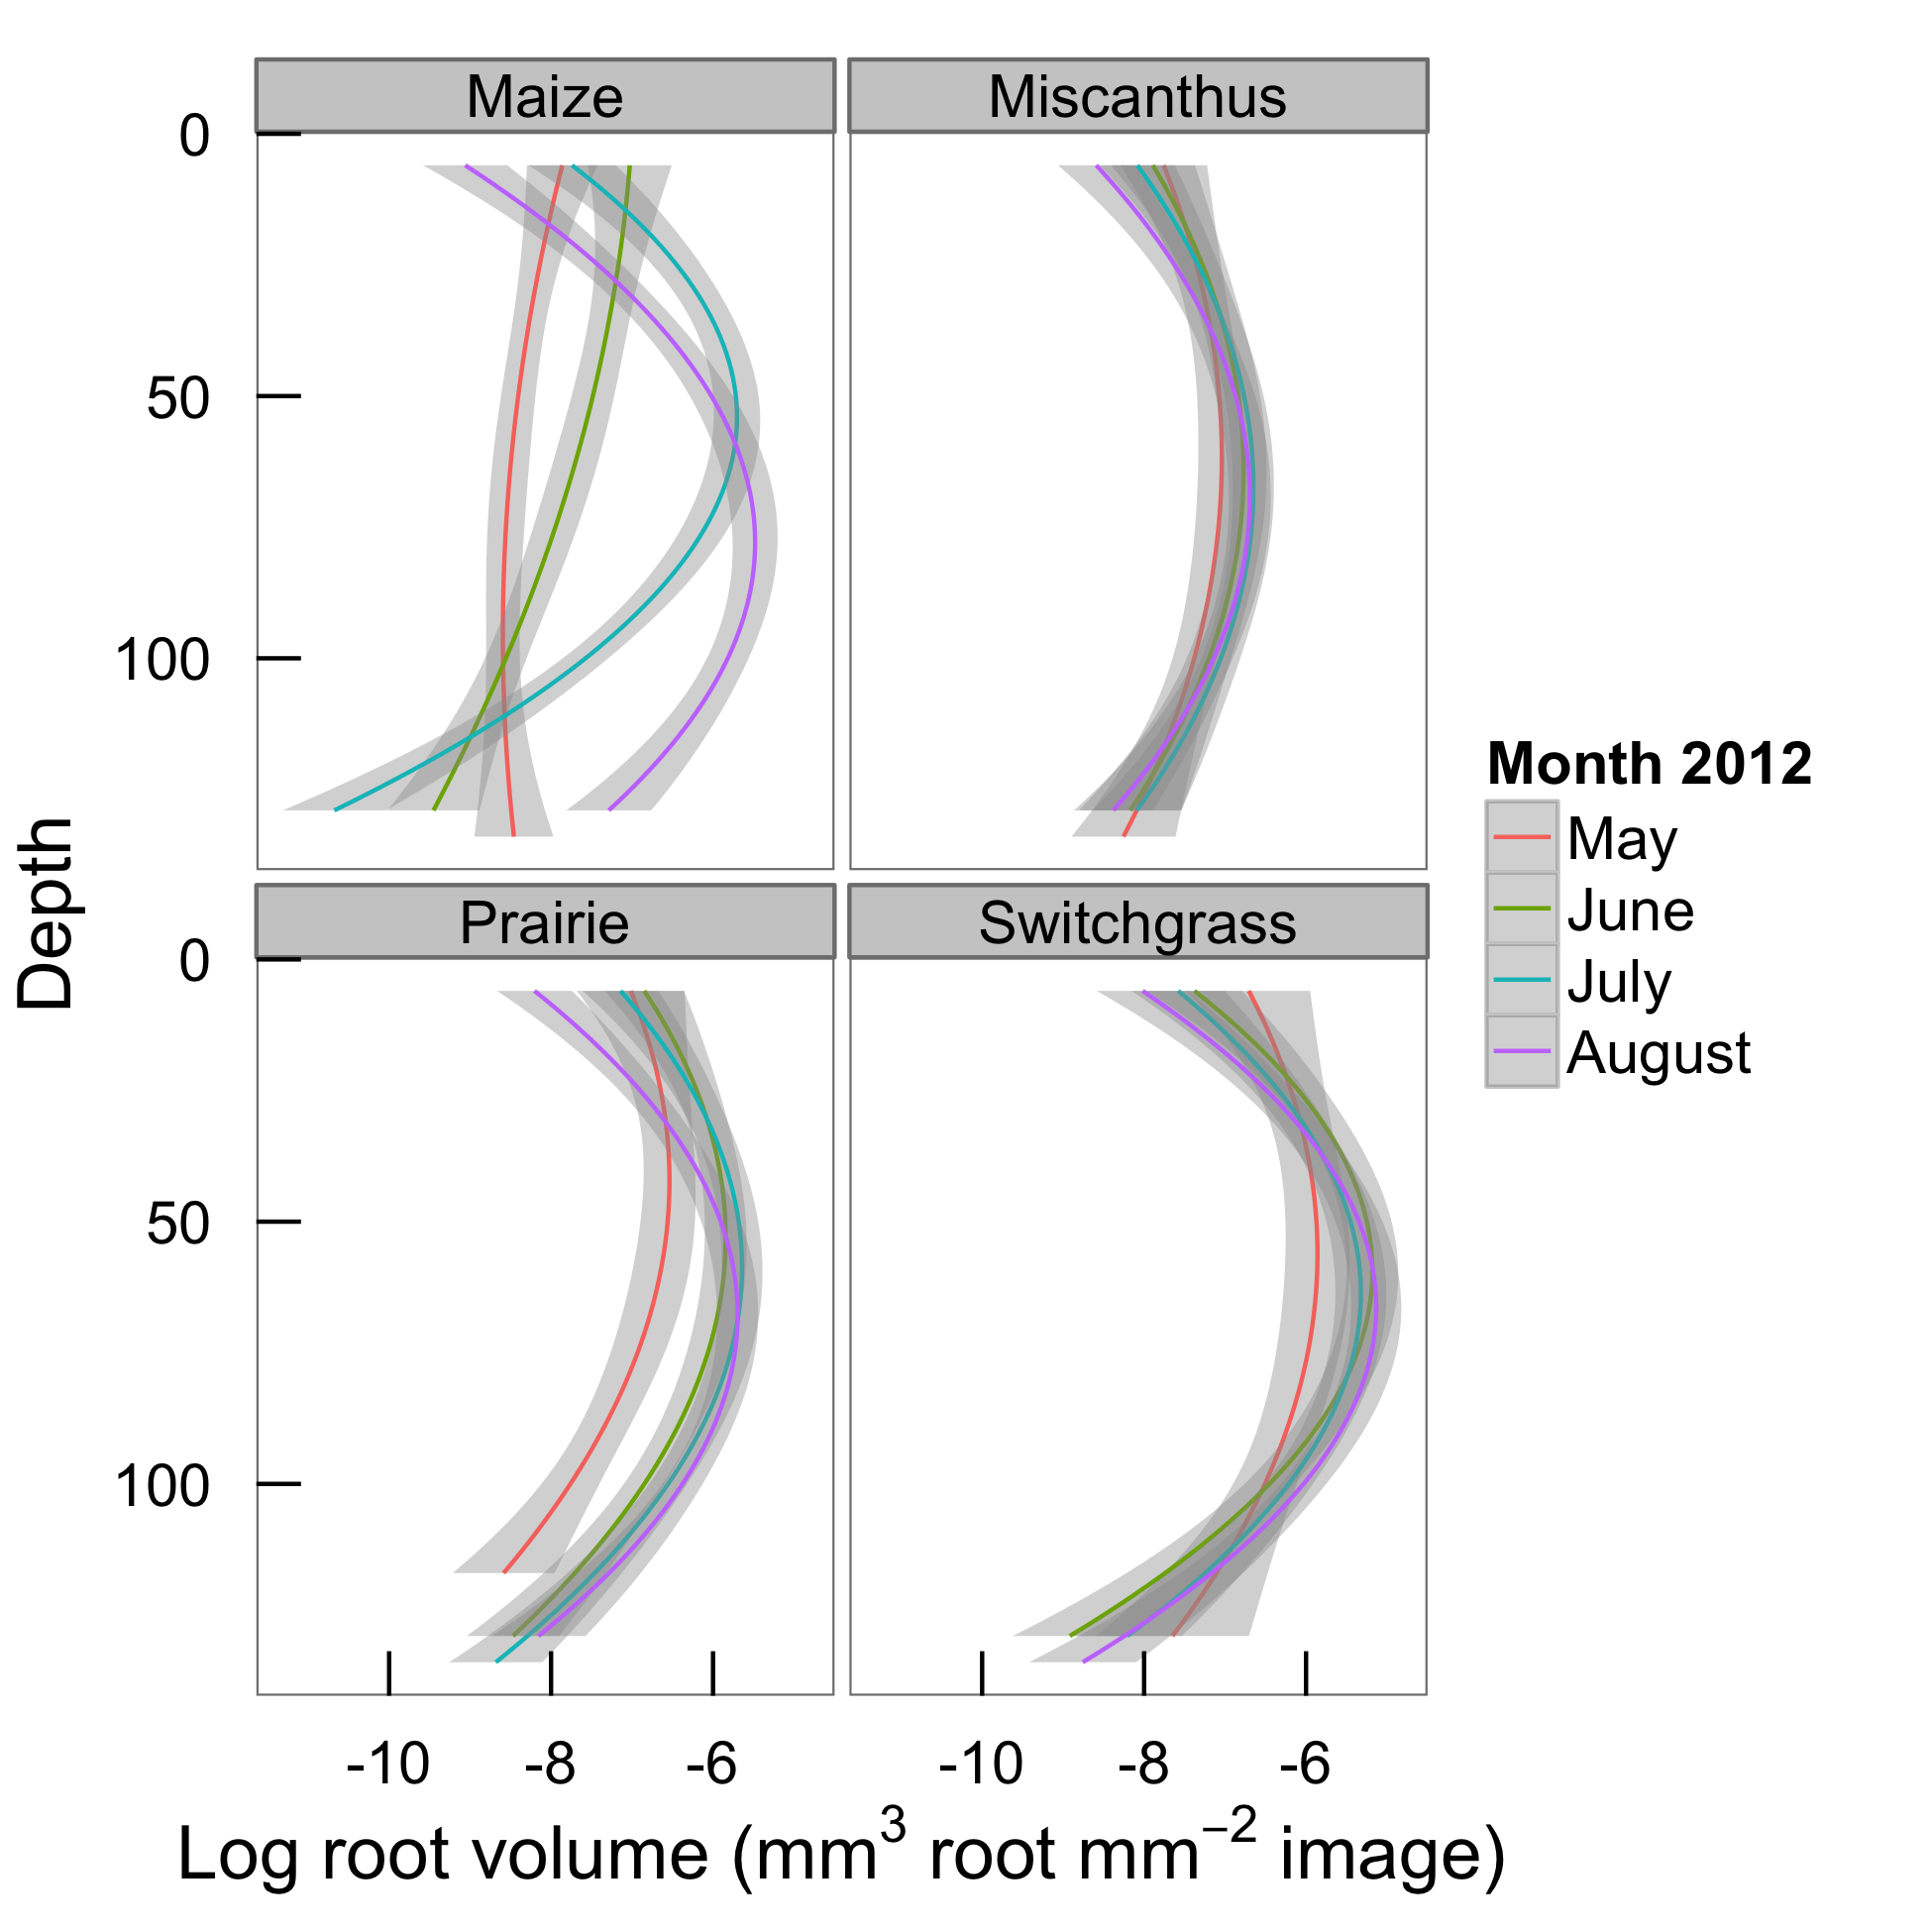 Maize
Miscanthus
0
50
100
Depth
Prairie
Switchgrass
0
50
100
-10
-8
-6
-10
-8
-6
Log root volume (mm³ root mm⁻² image)
Month 2012
May
June
July
August